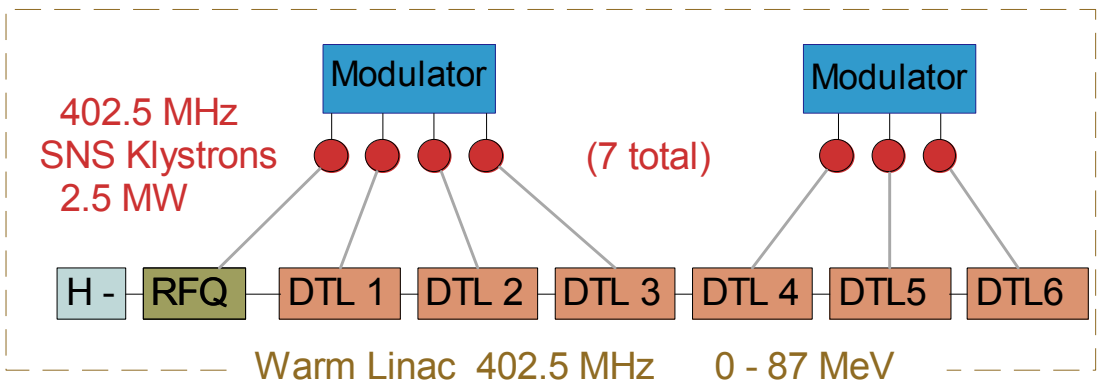 Modulator
Modulator
402.5 MHz
SNS Klystrons
(7 total)
2.5 MW
H -
RFQ
DTL 1
DTL 2
DTL 3
DTL 4
DTL5
DTL6
Warm Linac 402.5 MHz 0 - 87 MeV